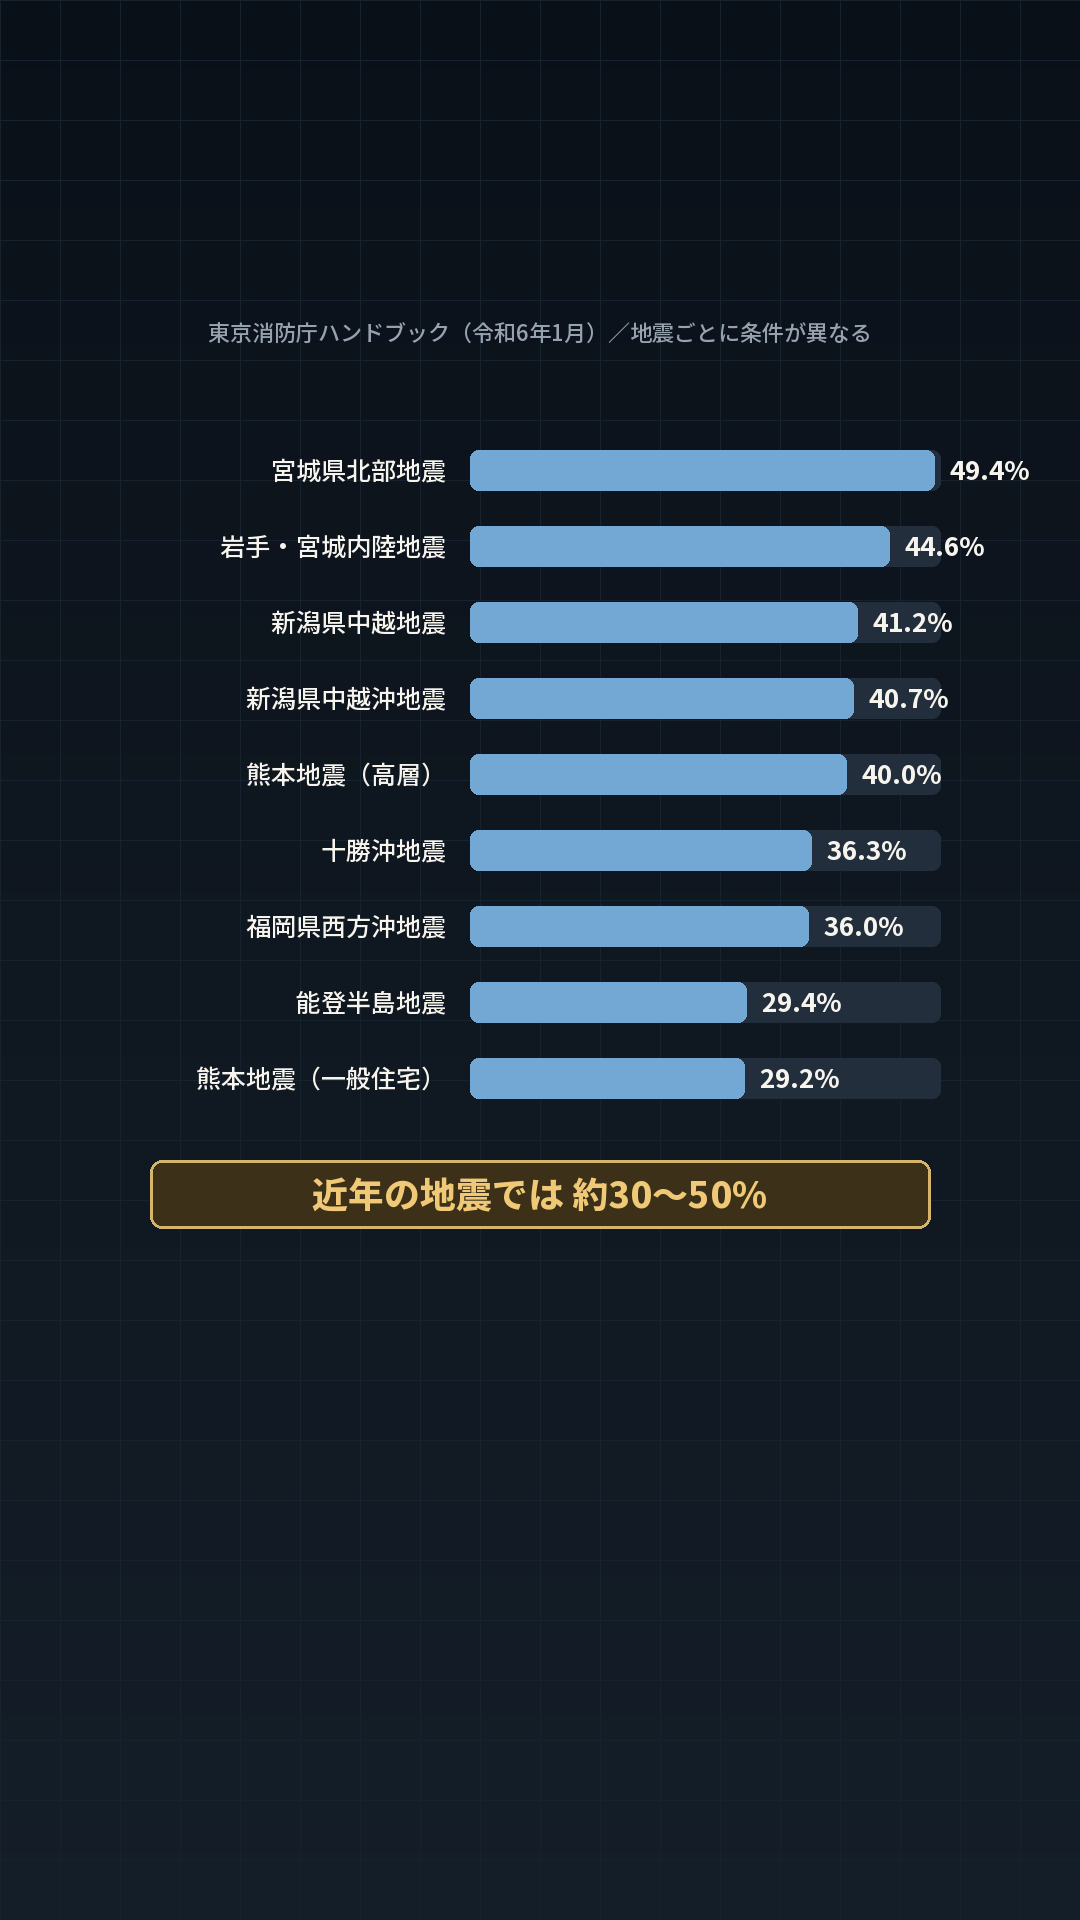 東京消防庁ハンドブック（令和6年1月）／地震ごとに条件が異なる
宮城県北部地震 49.4%
岩手・宮城内陸地震 44.6%
新潟県中越地震 41.2%
新潟県中越沖地震 40.7%
熊本地震（高層） 40.0%
十勝沖地震 36.3%
福岡県西方沖地震 36.0%
能登半島地震 29.4%
熊本地震（一般住宅） 29.2%
近年の地震では 約30〜50%